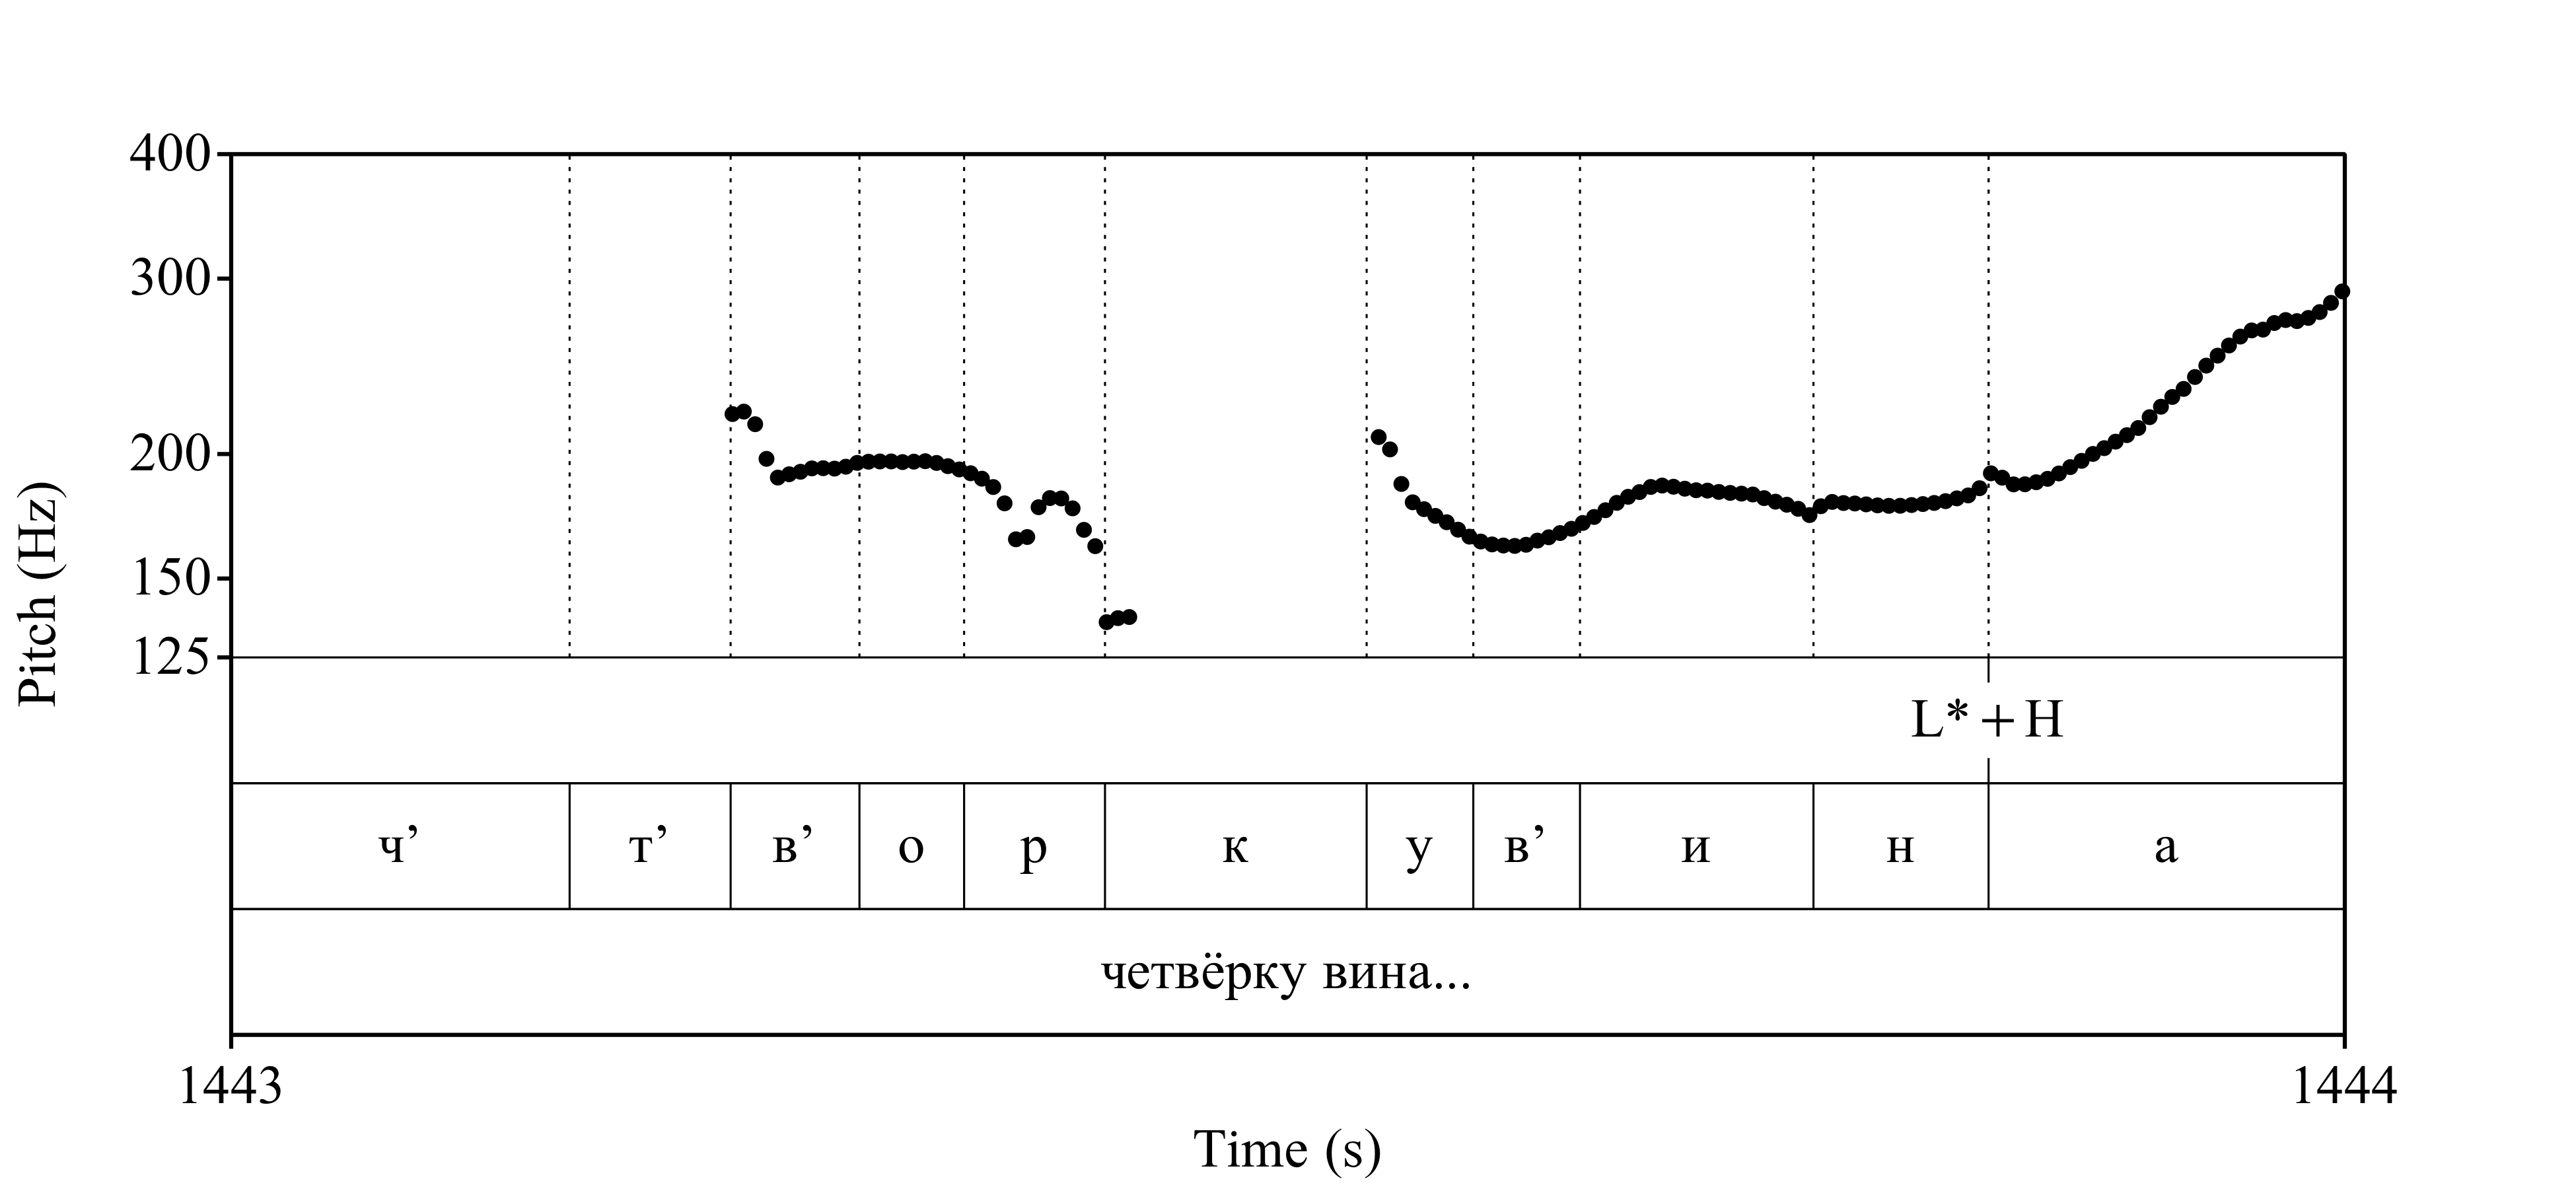 400
300
200
150
125
Pitch (Hz)
L* + H
ч’ т’ в’ о р к у в’ и н а
четвёрку вина...
1443 1444
Time (s)